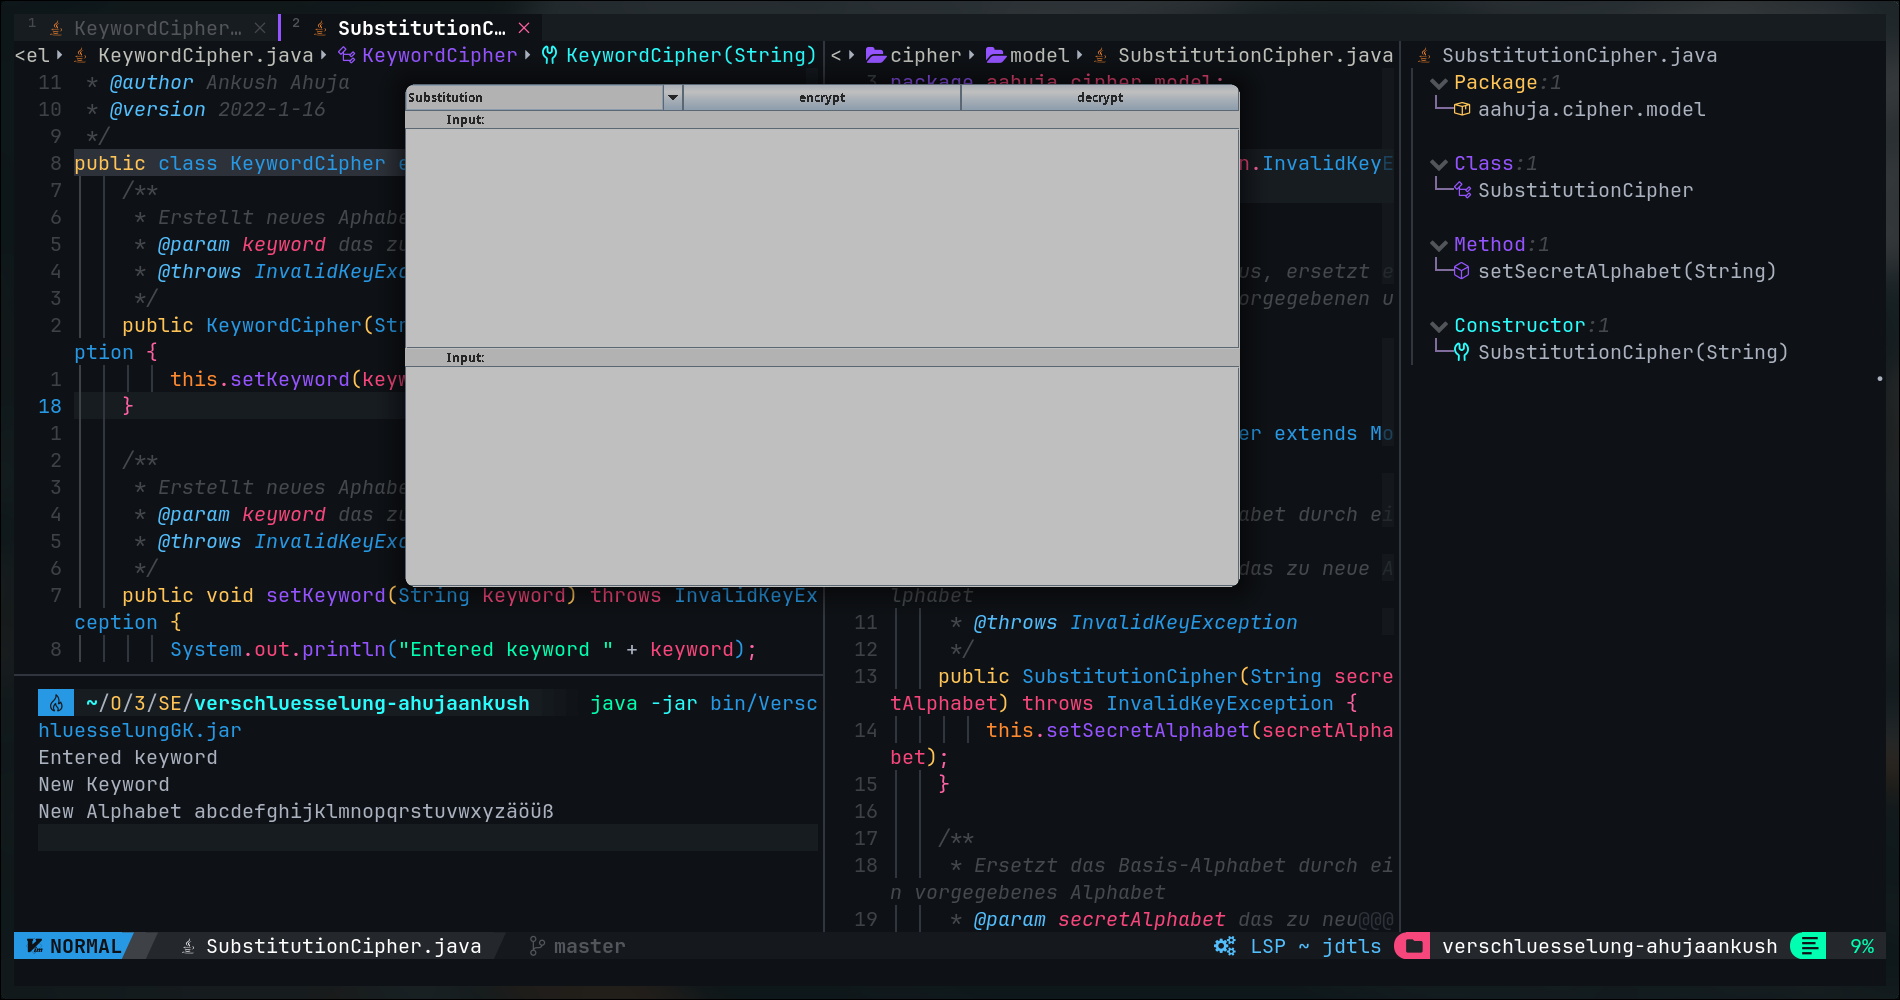 1 KeywordCipher… × 2 SubstitutionC… ×
<el › KeywordCipher.java › KeywordCipher › KeywordCipher(String)
11 * @author Ankush Ahuja
10 * @version 2022-1-16
9 */
8 public class KeywordCipher e
7 /**
6 * Erstellt neues Aphabe
5 * @param keyword das zu
4 * @throws InvalidKeyExc
3 */
2 public KeywordCipher(Str
ption {
1 this.setKeyword(keyw
18 }
1
2 /**
3 * Erstellt neues Aphabe
4 * @param keyword das zu
5 * @throws InvalidKeyExc
6 */
7 public void setKeyword(String keyword) throws InvalidKeyEx
ception {
8 System.out.println("Entered keyword " + keyword);
~/O/3/SE/verschluesselung-ahujaankush java -jar bin/Versc
hluesselungGK.jar
Entered keyword
New Keyword
New Alphabet abcdefghijklmnopqrstuvwxyzäöüß
Substitution encrypt decrypt
Input:
Input:
< › cipher › model › SubstitutionCipher.java
3 package aahuja.cipher.model;
n.InvalidKeyE
us, ersetzt e
orgegebenen u
er extends Mo
abet durch ei
das zu neue A
lphabet
11 * @throws InvalidKeyException
12 */
13 public SubstitutionCipher(String secre
tAlphabet) throws InvalidKeyException {
14 this.setSecretAlphabet(secretAlpha
bet);
15 }
16
17 /**
18 * Ersetzt das Basis-Alphabet durch ei
n vorgegebenes Alphabet
19 * @param secretAlphabet das zu neu@@@
SubstitutionCipher.java
Package:1
aahuja.cipher.model
Class:1
SubstitutionCipher
Method:1
setSecretAlphabet(String)
Constructor:1
SubstitutionCipher(String)
NORMAL SubstitutionCipher.java master LSP ~ jdtls verschluesselung-ahujaankush 9%